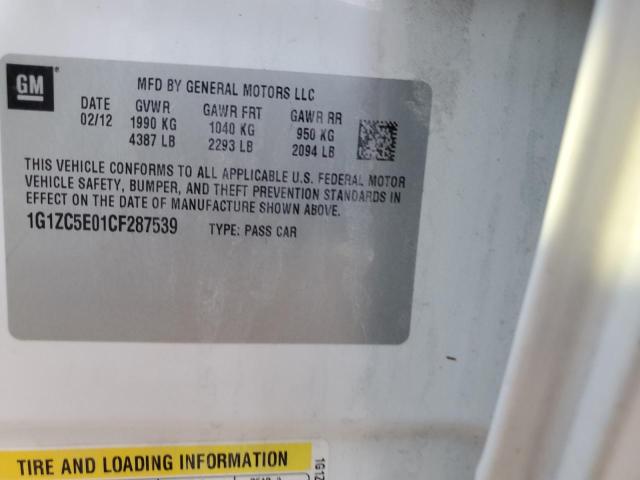 GM®
MFD BY GENERAL MOTORS LLC
DATE GVWR GAWR FRT GAWR RR
02/12 1990 KG 1040 KG 950 KG
4387 LB 2293 LB 2094 LB
THIS VEHICLE CONFORMS TO ALL APPLICABLE U.S. FEDERAL MOTOR
VEHICLE SAFETY, BUMPER, AND THEFT PREVENTION STANDARDS IN
EFFECT ON THE DATE OF MANUFACTURE SHOWN ABOVE.
1G1ZC5E01CF287539 TYPE: PASS CAR
TIRE AND LOADING INFORMATION
1G1Z